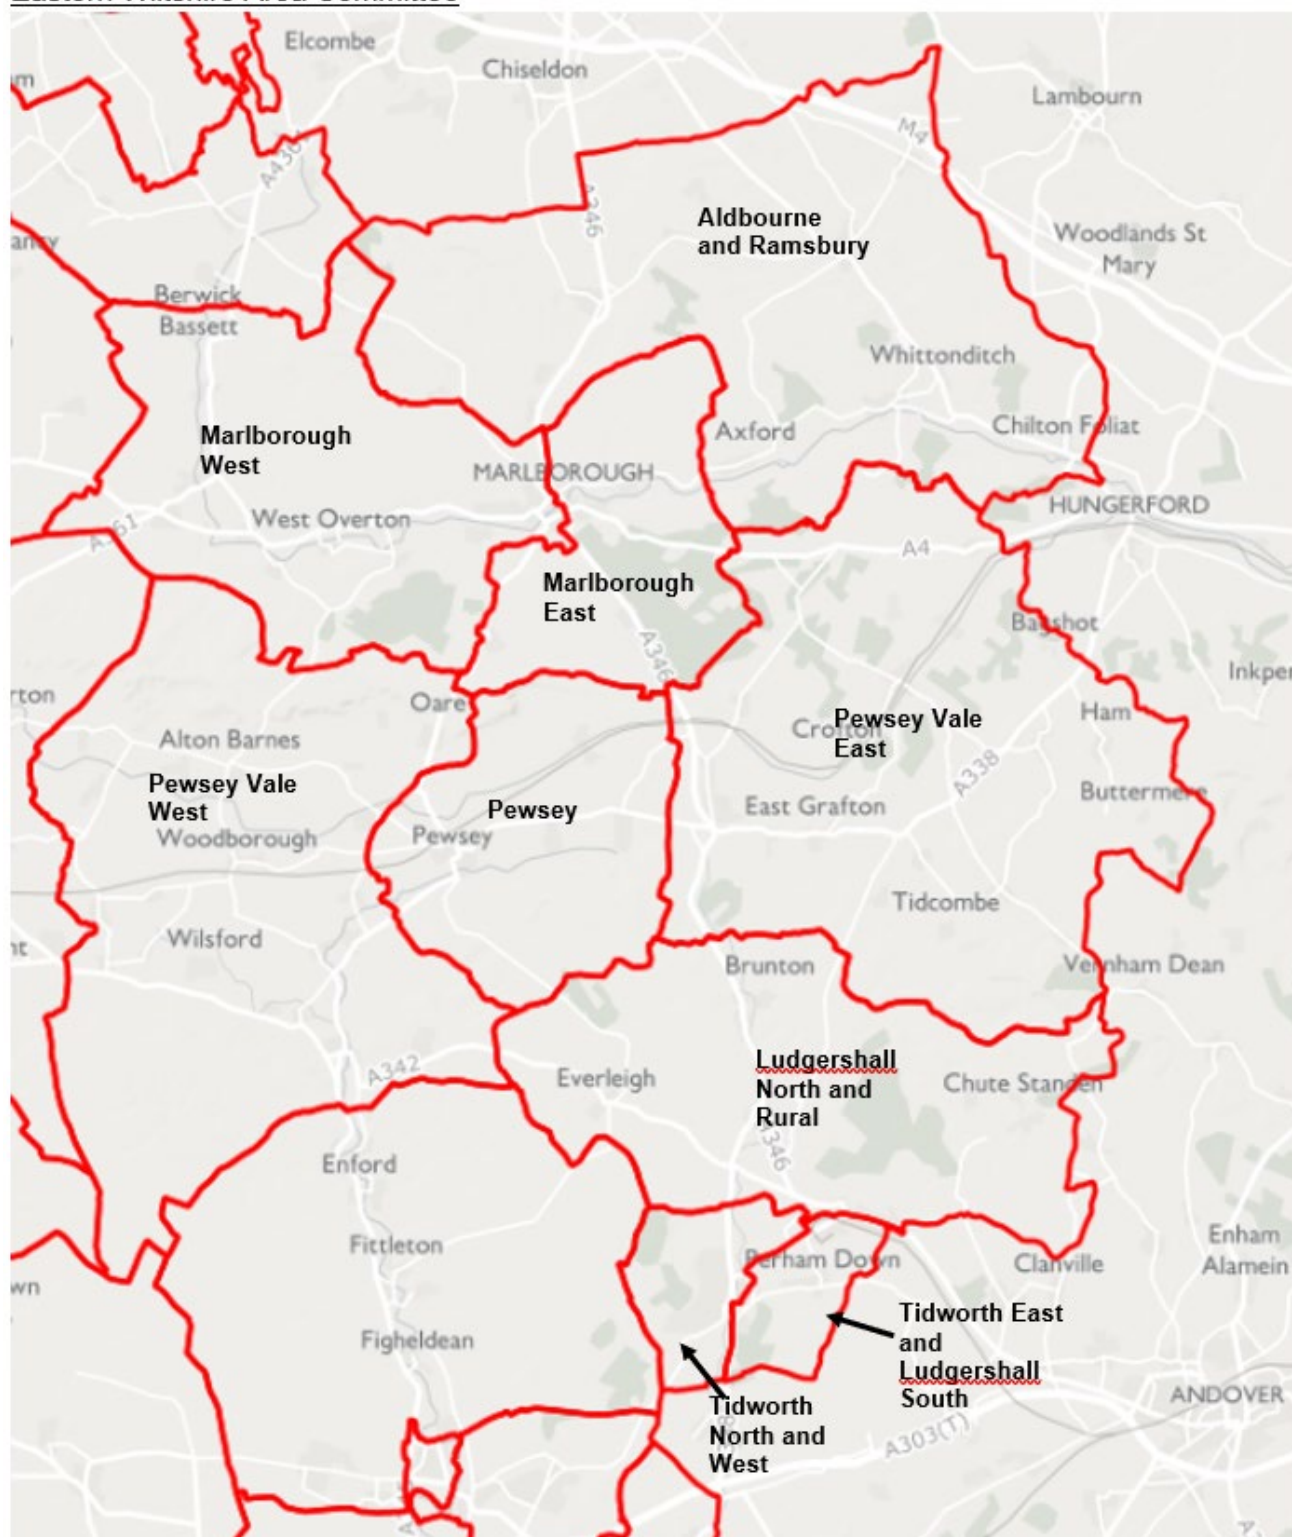 Eastern Wiltshire Area Committee
Elcombe
Chiseldon
Lambourn
M4
A4361
A346
Aldbourne
and Ramsbury
Woodlands St
Mary
Berwick
Bassett
Whittonditch
Chilton Foliat
Axford
Marlborough
West
MARLBOROUGH
HUNGERFORD
West Overton
A361
A4
Marlborough
East
Bagshot
A346
Inkpen
rton
Oare
Ham
Crofton
Pewsey Vale
East
Alton Barnes
A338
Pewsey Vale
West
Buttermere
Pewsey
East Grafton
Woodborough
Pewsey
Tidcombe
Wilsford
Brunton
Vernham Dean
A342
Everleigh
Ludgershall
North and
Rural
Chute Standen
A346
Enford
Fittleton
Perham Down
Clanville
Enham
Alamein
wn
Figheldean
Tidworth East
and
Ludgershall
South
ANDOVER
Tidworth
North and
West
A303(T)